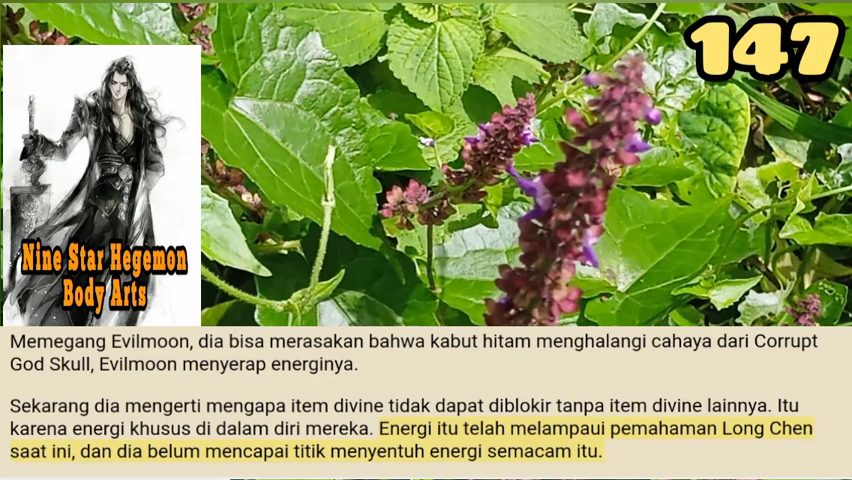 147
Nine Star Hegemon
Body Arts
Memegang Evilmoon, dia bisa merasakan bahwa kabut hitam menghalangi cahaya dari Corrupt
God Skull, Evilmoon menyerap energinya.
Sekarang dia mengerti mengapa item divine tidak dapat diblokir tanpa item divine lainnya. Itu
karena energi khusus di dalam diri mereka. Energi itu telah melampaui pemahaman Long Chen
saat ini, dan dia belum mencapai titik menyentuh energi semacam itu.